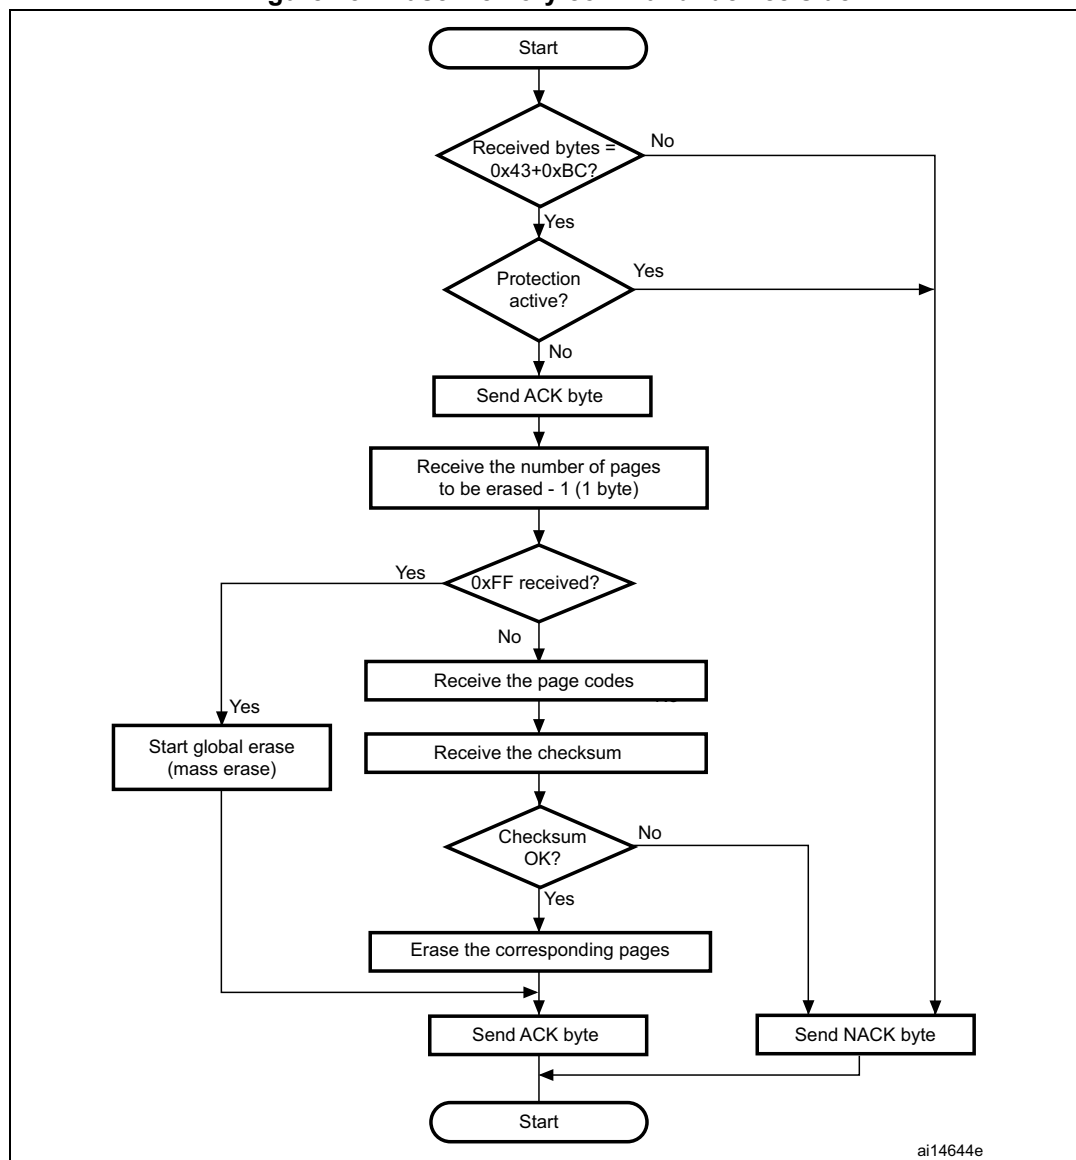 Start
Received bytes =
0x43+0xBC?
No
Yes
Protection
active?
Yes
No
Send ACK byte
Receive the number of pages
to be erased - 1 (1 byte)
Yes
0xFF received?
No
Receive the page codes
Yes
Start global erase
(mass erase)
Receive the checksum
Checksum
OK?
No
Yes
Erase the corresponding pages
Send ACK byte
Send NACK byte
Start
ai14644e